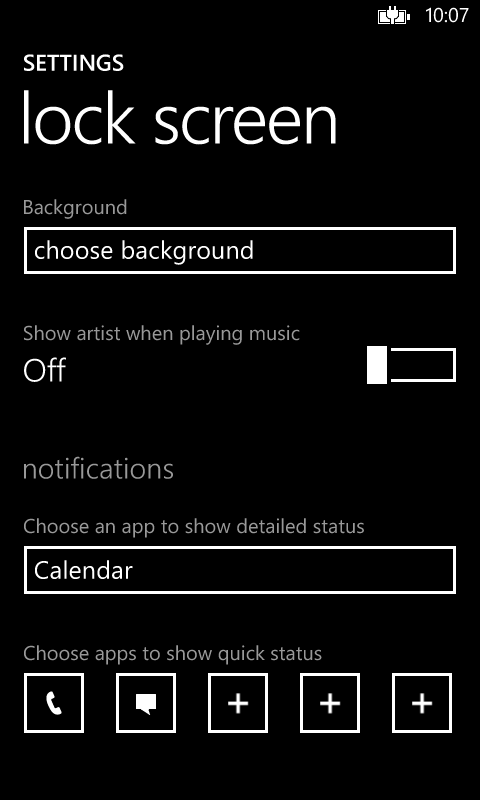 10:07
SETTINGS
lock screen
Background
choose background
Show artist when playing music
Off
notifications
Choose an app to show detailed status
Calendar
Choose apps to show quick status